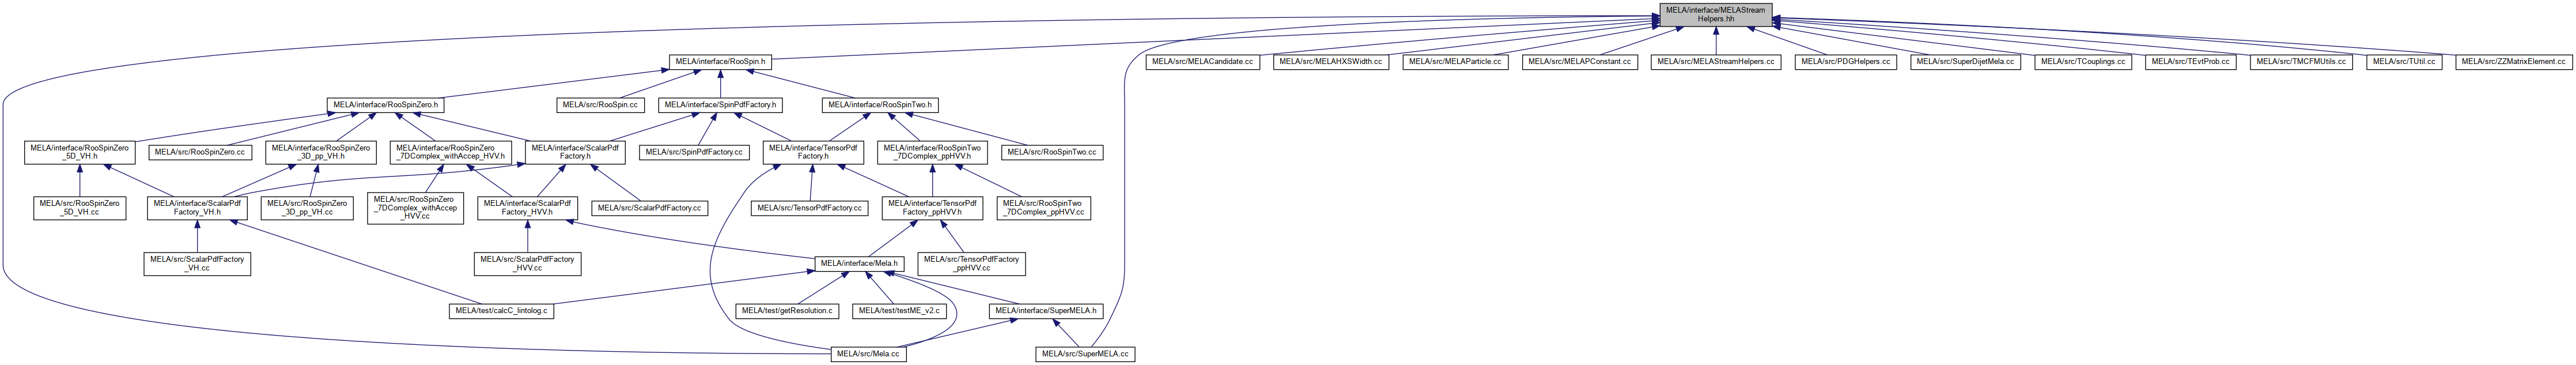 MELA/interface/MELAStream
Helpers.hh
MELA/interface/RooSpin.h
MELA/src/MELACandidate.cc
MELA/src/MELAHXSWidth.cc
MELA/src/MELAParticle.cc
MELA/src/MELAPConstant.cc
MELA/src/MELAStreamHelpers.cc
MELA/src/PDGHelpers.cc
MELA/src/SuperDijetMela.cc
MELA/src/TCouplings.cc
MELA/src/TEvtProb.cc
MELA/src/TMCFMUtils.cc
MELA/src/TUtil.cc
MELA/src/ZZMatrixElement.cc
MELA/interface/RooSpinZero.h
MELA/src/RooSpin.cc
MELA/interface/SpinPdfFactory.h
MELA/interface/RooSpinTwo.h
MELA/interface/RooSpinZero
_5D_VH.h
MELA/src/RooSpinZero.cc
MELA/interface/RooSpinZero
_3D_pp_VH.h
MELA/interface/RooSpinZero
_7DComplex_withAccep_HVV.h
MELA/interface/ScalarPdf
Factory.h
MELA/src/SpinPdfFactory.cc
MELA/interface/TensorPdf
Factory.h
MELA/interface/RooSpinTwo
_7DComplex_ppHVV.h
MELA/src/RooSpinTwo.cc
MELA/src/RooSpinZero
_5D_VH.cc
MELA/interface/ScalarPdf
Factory_VH.h
MELA/src/RooSpinZero
_3D_pp_VH.cc
MELA/src/RooSpinZero
_7DComplex_withAccep
_HVV.cc
MELA/interface/ScalarPdf
Factory_HVV.h
MELA/src/ScalarPdfFactory.cc
MELA/src/TensorPdfFactory.cc
MELA/interface/TensorPdf
Factory_ppHVV.h
MELA/src/RooSpinTwo
_7DComplex_ppHVV.cc
MELA/src/ScalarPdfFactory
_VH.cc
MELA/src/ScalarPdfFactory
_HVV.cc
MELA/interface/Mela.h
MELA/src/TensorPdfFactory
_ppHVV.cc
MELA/test/calcC_lintolog.c
MELA/test/getResolution.c
MELA/test/testME_v2.c
MELA/interface/SuperMELA.h
MELA/src/Mela.cc
MELA/src/SuperMELA.cc